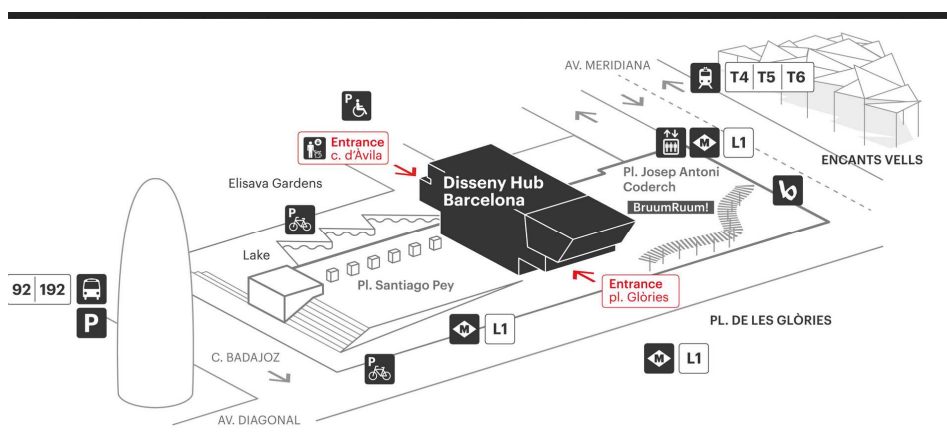 AV. MERIDIANA
T4 T5 T6
P
Entrance
c. d'Àvila
L1
ENCANTS VELLS
Pl. Josep Antoni
Coderch
BruumRuum!
Disseny Hub
Barcelona
Elisava Gardens
P
b
Lake
92 192
P
Pl. Santiago Pey
Entrance
pl. Glòries
M L1
PL. DE LES GLÒRIES
C. BADAJOZ
P
M L1
AV. DIAGONAL
M